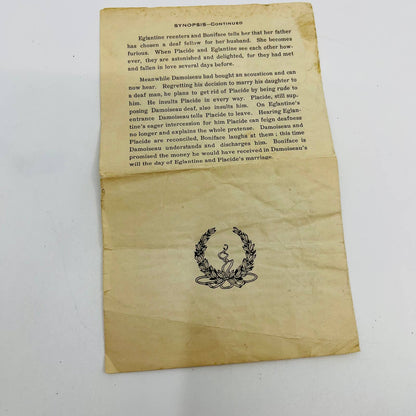 SYNOPSIS—CONTINUED
Eglantine reenters and Boniface tells her that her father
has chosen a deaf fellow for her husband. She becomes
furious. When Placide and Eglantine see each other how-
ever, they are astonished and delighted, for they had met
and fallen in love several days before.
Meanwhile Damoiseau had bought an acousticon and can
now hear. Regretting his decision to marry his daughter to
a deaf man, he plans to get rid of Placide by being rude to
him. He insults Placide in every way. Placide, still sup-
posing Damoiseau deaf, also insults him. On Eglantine's
entrance Damoiseau tells Placide to leave. Hearing Eglan-
tine's eager intercession for him Placide can feign deafness
no longer and explains the whole pretense. Damoiseau and
Placide are reconciled, Boniface laughs at them; this time
Damoiseau understands and discharges him. Boniface is
promised the money he would have received in Damoiseau's
will the day of Eglantine and Placide's marriage.